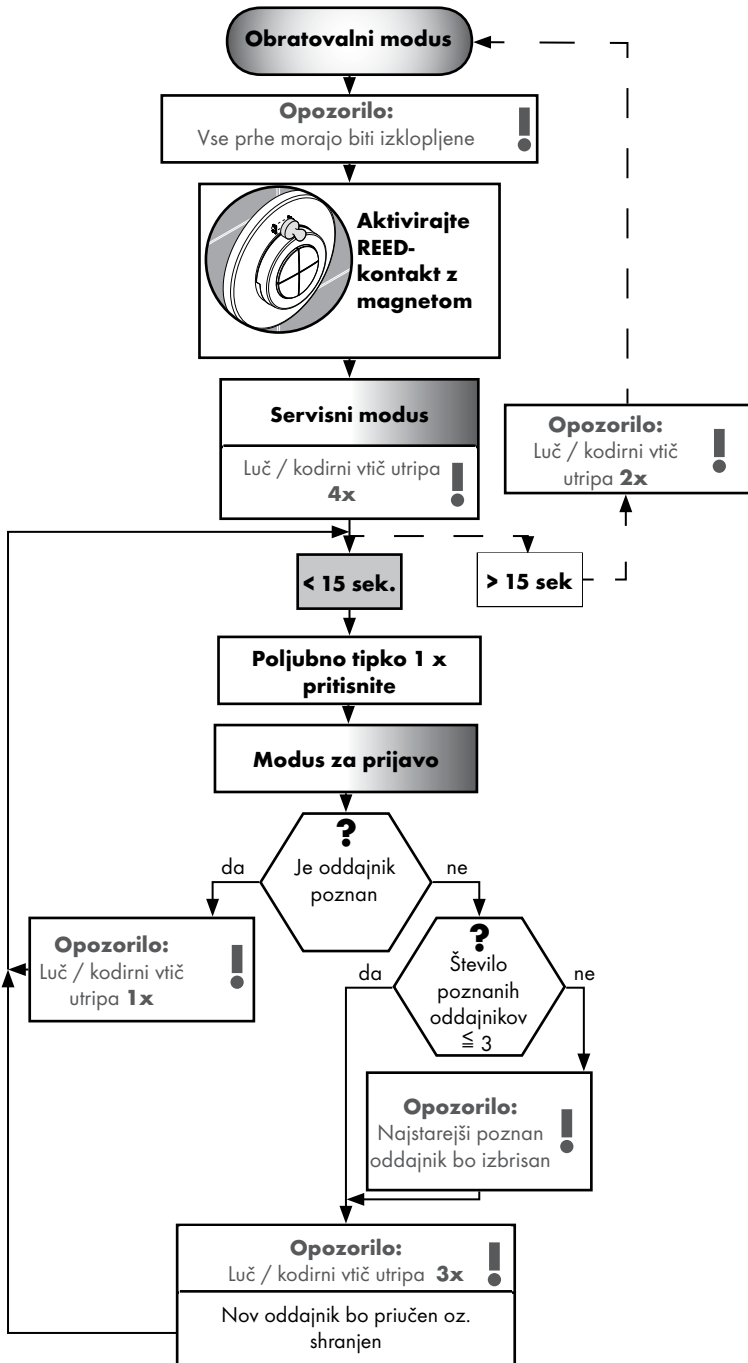 Obratovalni modus
Opozorilo:
Vse prhe morajo biti izklopljene
!
Aktivirajte
REED-
kontakt z
magnetom
Servisni modus
Luč / kodirni vtič utripa
4x
!
Opozorilo:
Luč / kodirni vtič
utripa 2x
!
< 15 sek.
> 15 sek
Poljubno tipko 1 x
pritisnite
Modus za prijavo
?
Je oddajnik
poznan
da
ne
Opozorilo:
Luč / kodirni vtič
utripa 1x
!
?
Število
poznanih
oddajnikov
≦ 3
da
ne
Opozorilo:
Najstarejši poznan
oddajnik bo izbrisan
!
Opozorilo:
Luč / kodirni vtič utripa 3x
!
Nov oddajnik bo priučen oz.
shranjen